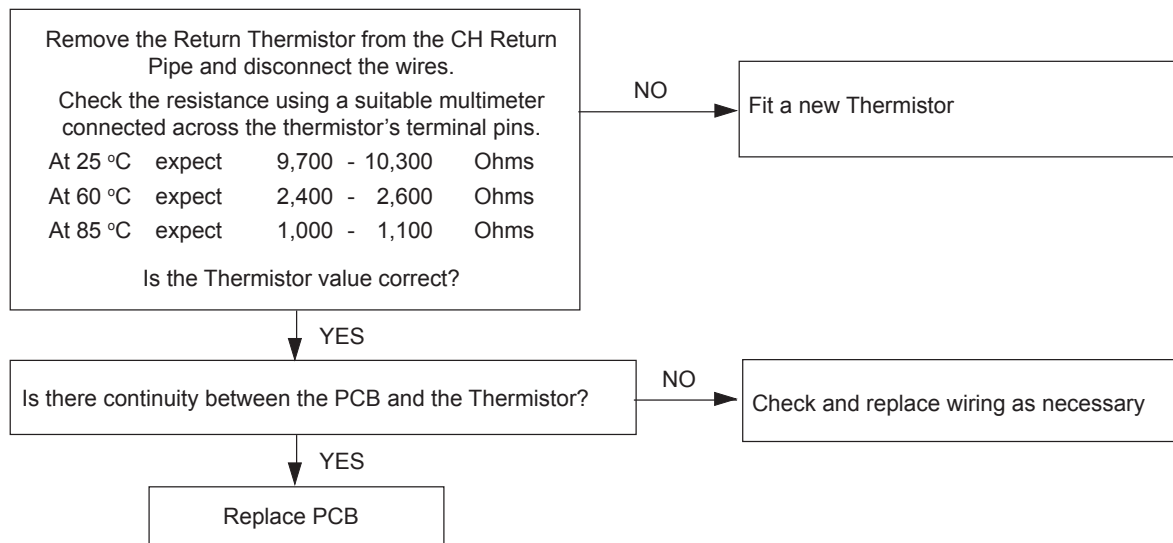 Remove the Return Thermistor from the CH Return
Pipe and disconnect the wires.
Check the resistance using a suitable multimeter
connected across the thermistor's terminal pins.
At 25 °C expect 9,700 - 10,300 Ohms
At 60 °C expect 2,400 - 2,600 Ohms
At 85 °C expect 1,000 - 1,100 Ohms
Is the Thermistor value correct?
NO
Fit a new Thermistor
YES
Is there continuity between the PCB and the Thermistor?
NO
Check and replace wiring as necessary
YES
Replace PCB